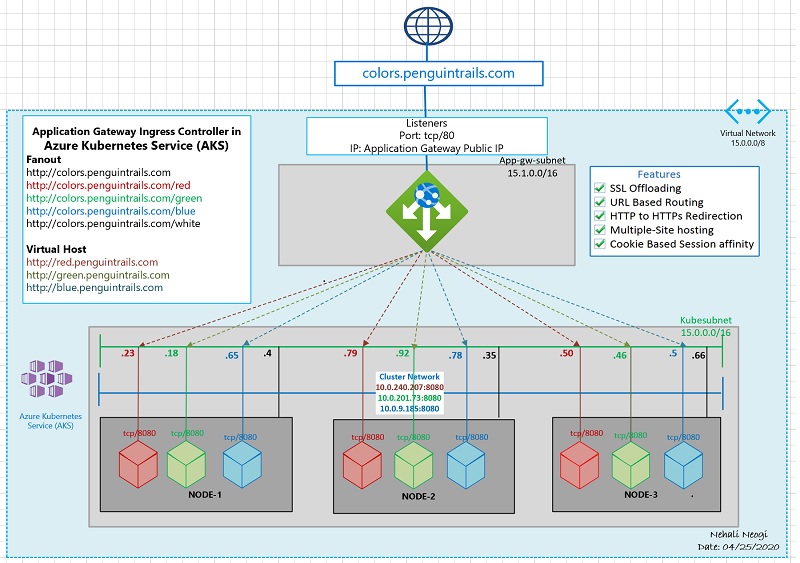 colors.penguintrails.com
Listeners
Port: tcp/80
IP: Application Gateway Public IP
Virtual Network
15.0.0.0/8
Application Gateway Ingress Controller in
Azure Kubernetes Service (AKS)
Fanout
http://colors.penguintrails.com
http://colors.penguintrails.com/red
http://colors.penguintrails.com/green
http://colors.penguintrails.com/blue
http://colors.penguintrails.com/white
Virtual Host
http://red.penguintrails.com
http://green.penguintrails.com
http://blue.penguintrails.com
App-gw-subnet
15.1.0.0/16
Features
SSL Offloading
URL Based Routing
HTTP to HTTPs Redirection
Multiple-Site hosting
Cookie Based Session affinity
Kubesubnet
15.0.0.0/16
.23 .18 .65 .4 .79 .92 .78 .35 .50 .46 .5 .66
Cluster Network
10.0.240.207:8080
10.0.201.73:8080
10.0.9.185:8080
Azure Kubernetes
Service (AKS)
tcp/8080 tcp/8080 tcp/8080 tcp/8080 tcp/8080 tcp/8080 tcp/8080 tcp/8080 tcp/8080
NODE-1 NODE-2 NODE-3
Nehali Neogi
Date: 04/25/2020